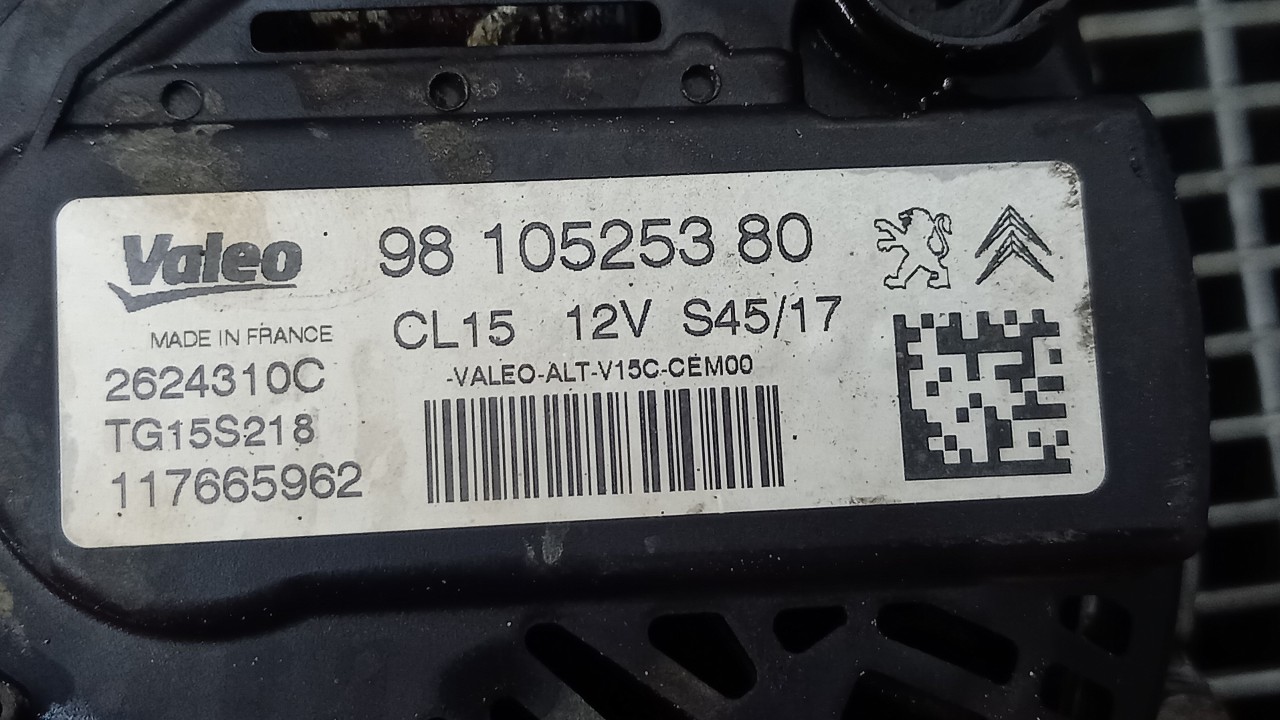 Valeo
98 105253 80
MADE IN FRANCE
CL15 12V S45/17
2624310C
-VALEO-ALT-V15C-CEM00
TG15S218
117665962